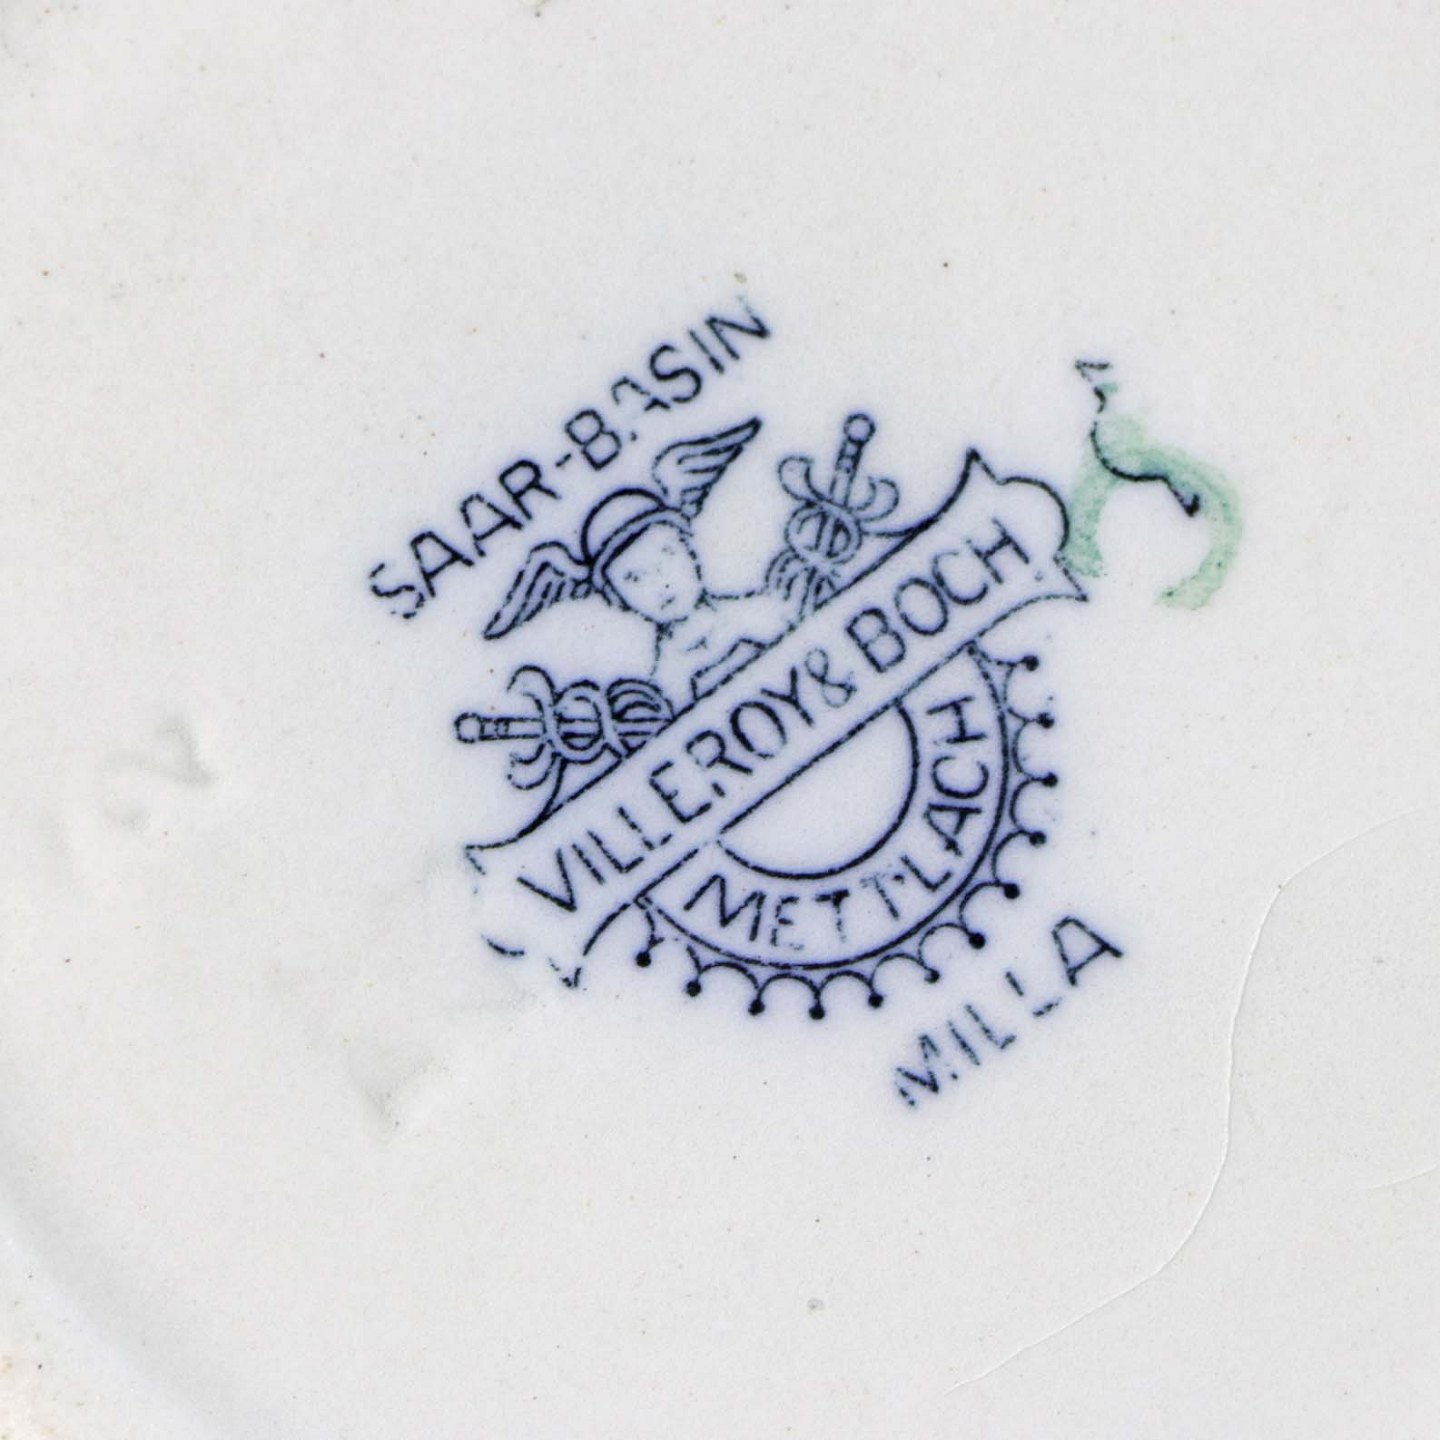 SAAR-BASIN
VILLEROY & BOCH
METTLACH
MILLA